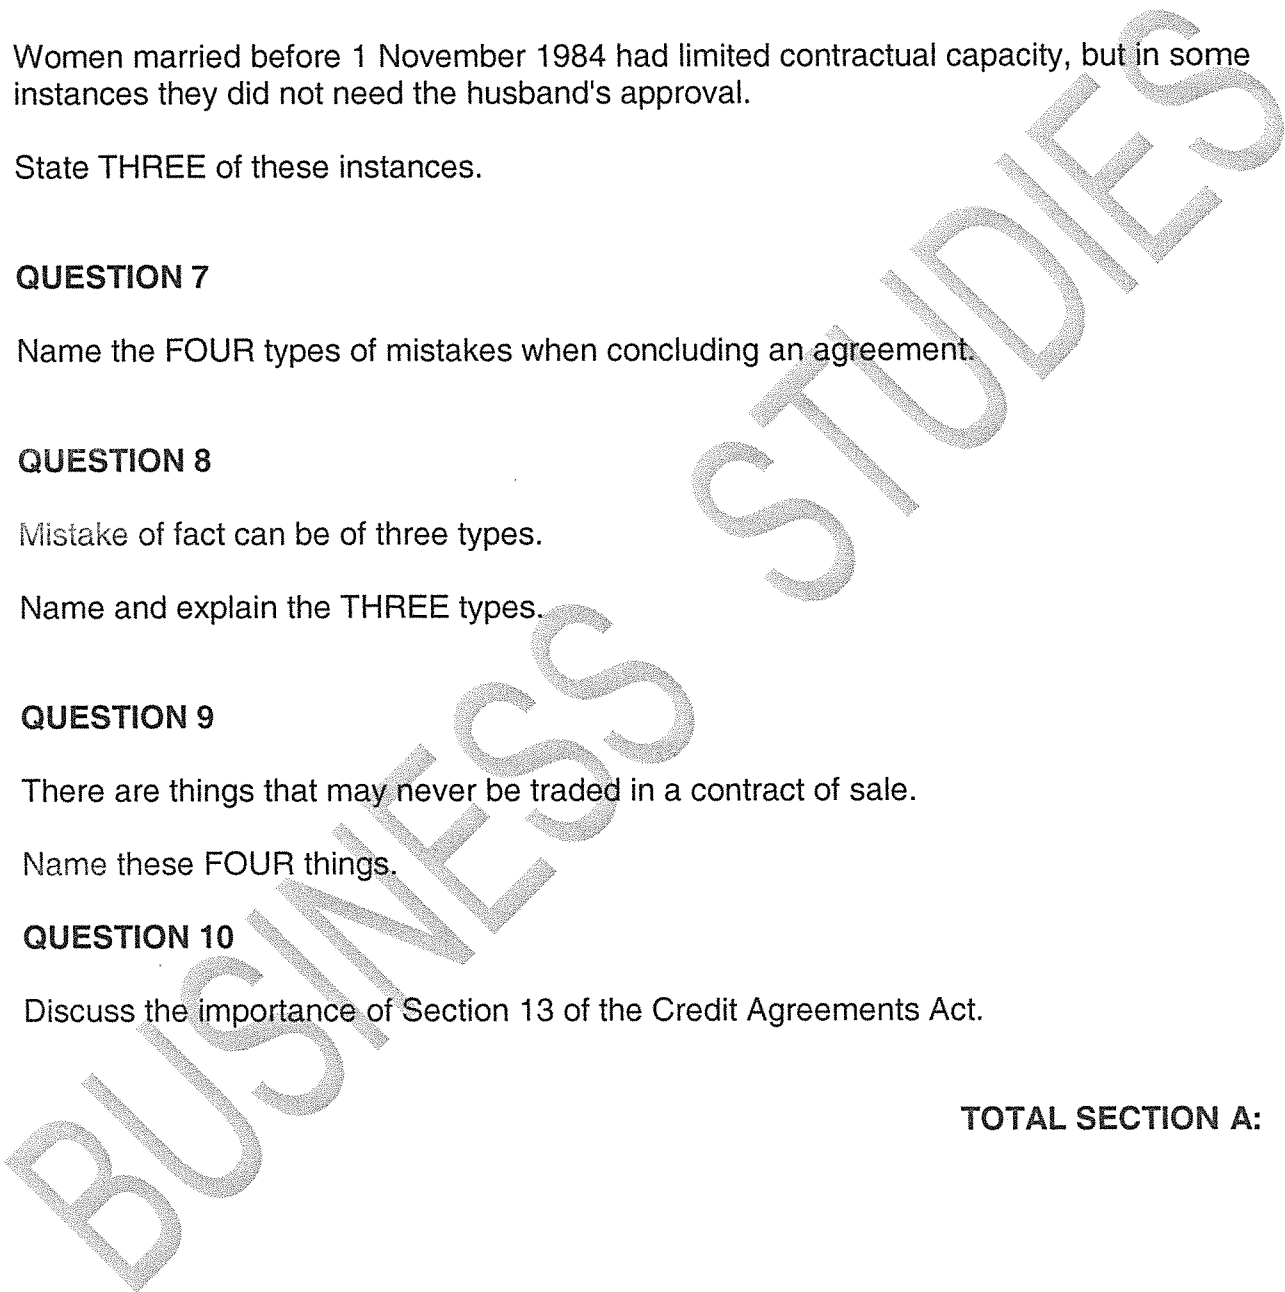 Women married before 1 November 1984 had limited contractual capacity, but in some
instances they did not need the husband's approval.
State THREE of these instances.
QUESTION 7
Name the FOUR types of mistakes when concluding an agreement.
QUESTION 8
Mistake of fact can be of three types.
Name and explain the THREE types.
QUESTION 9
There are things that may never be traded in a contract of sale.
Name these FOUR things.
QUESTION 10
Discuss the importance of Section 13 of the Credit Agreements Act.
TOTAL SECTION A:
BUSINESS STUDIES